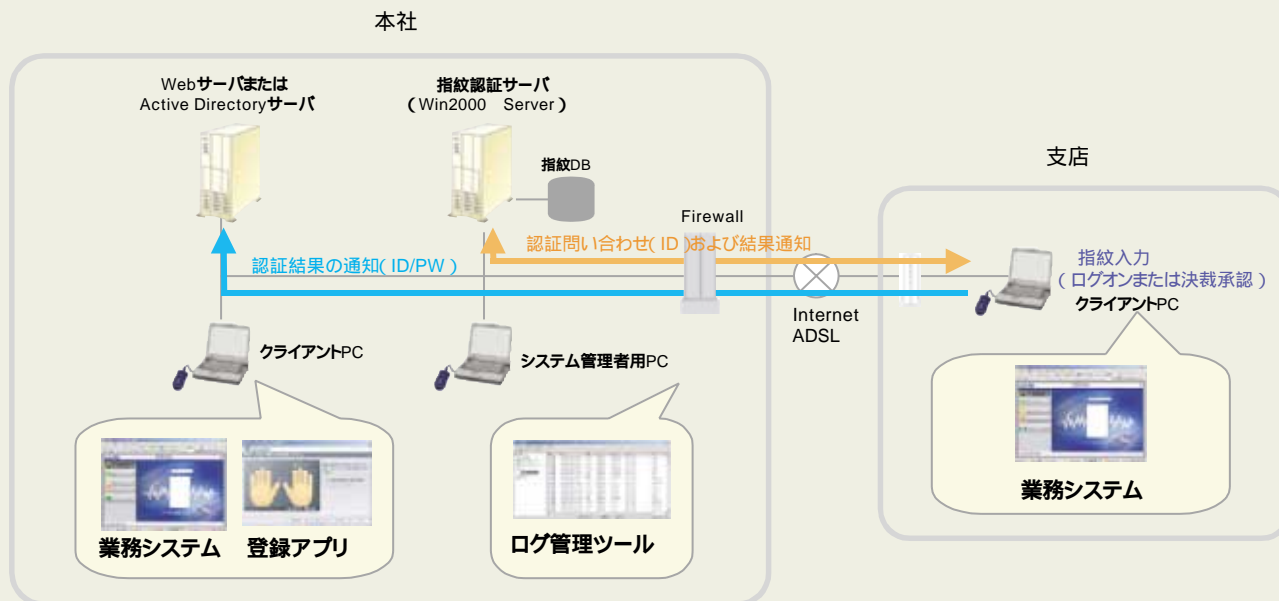 本社
Webサーバまたは
Active Directoryサーバ
指紋認証サーバ
(Win2000 Server)
指紋DB
支店
Firewall
認証問い合わせ(ID)および結果通知
認証結果の通知(ID/PW)
指紋入力
(ログオンまたは決裁承認)
クライアントPC
Internet
ADSL
クライアントPC
システム管理者用PC
業務システム
登録アプリ
ログ管理ツール
業務システム